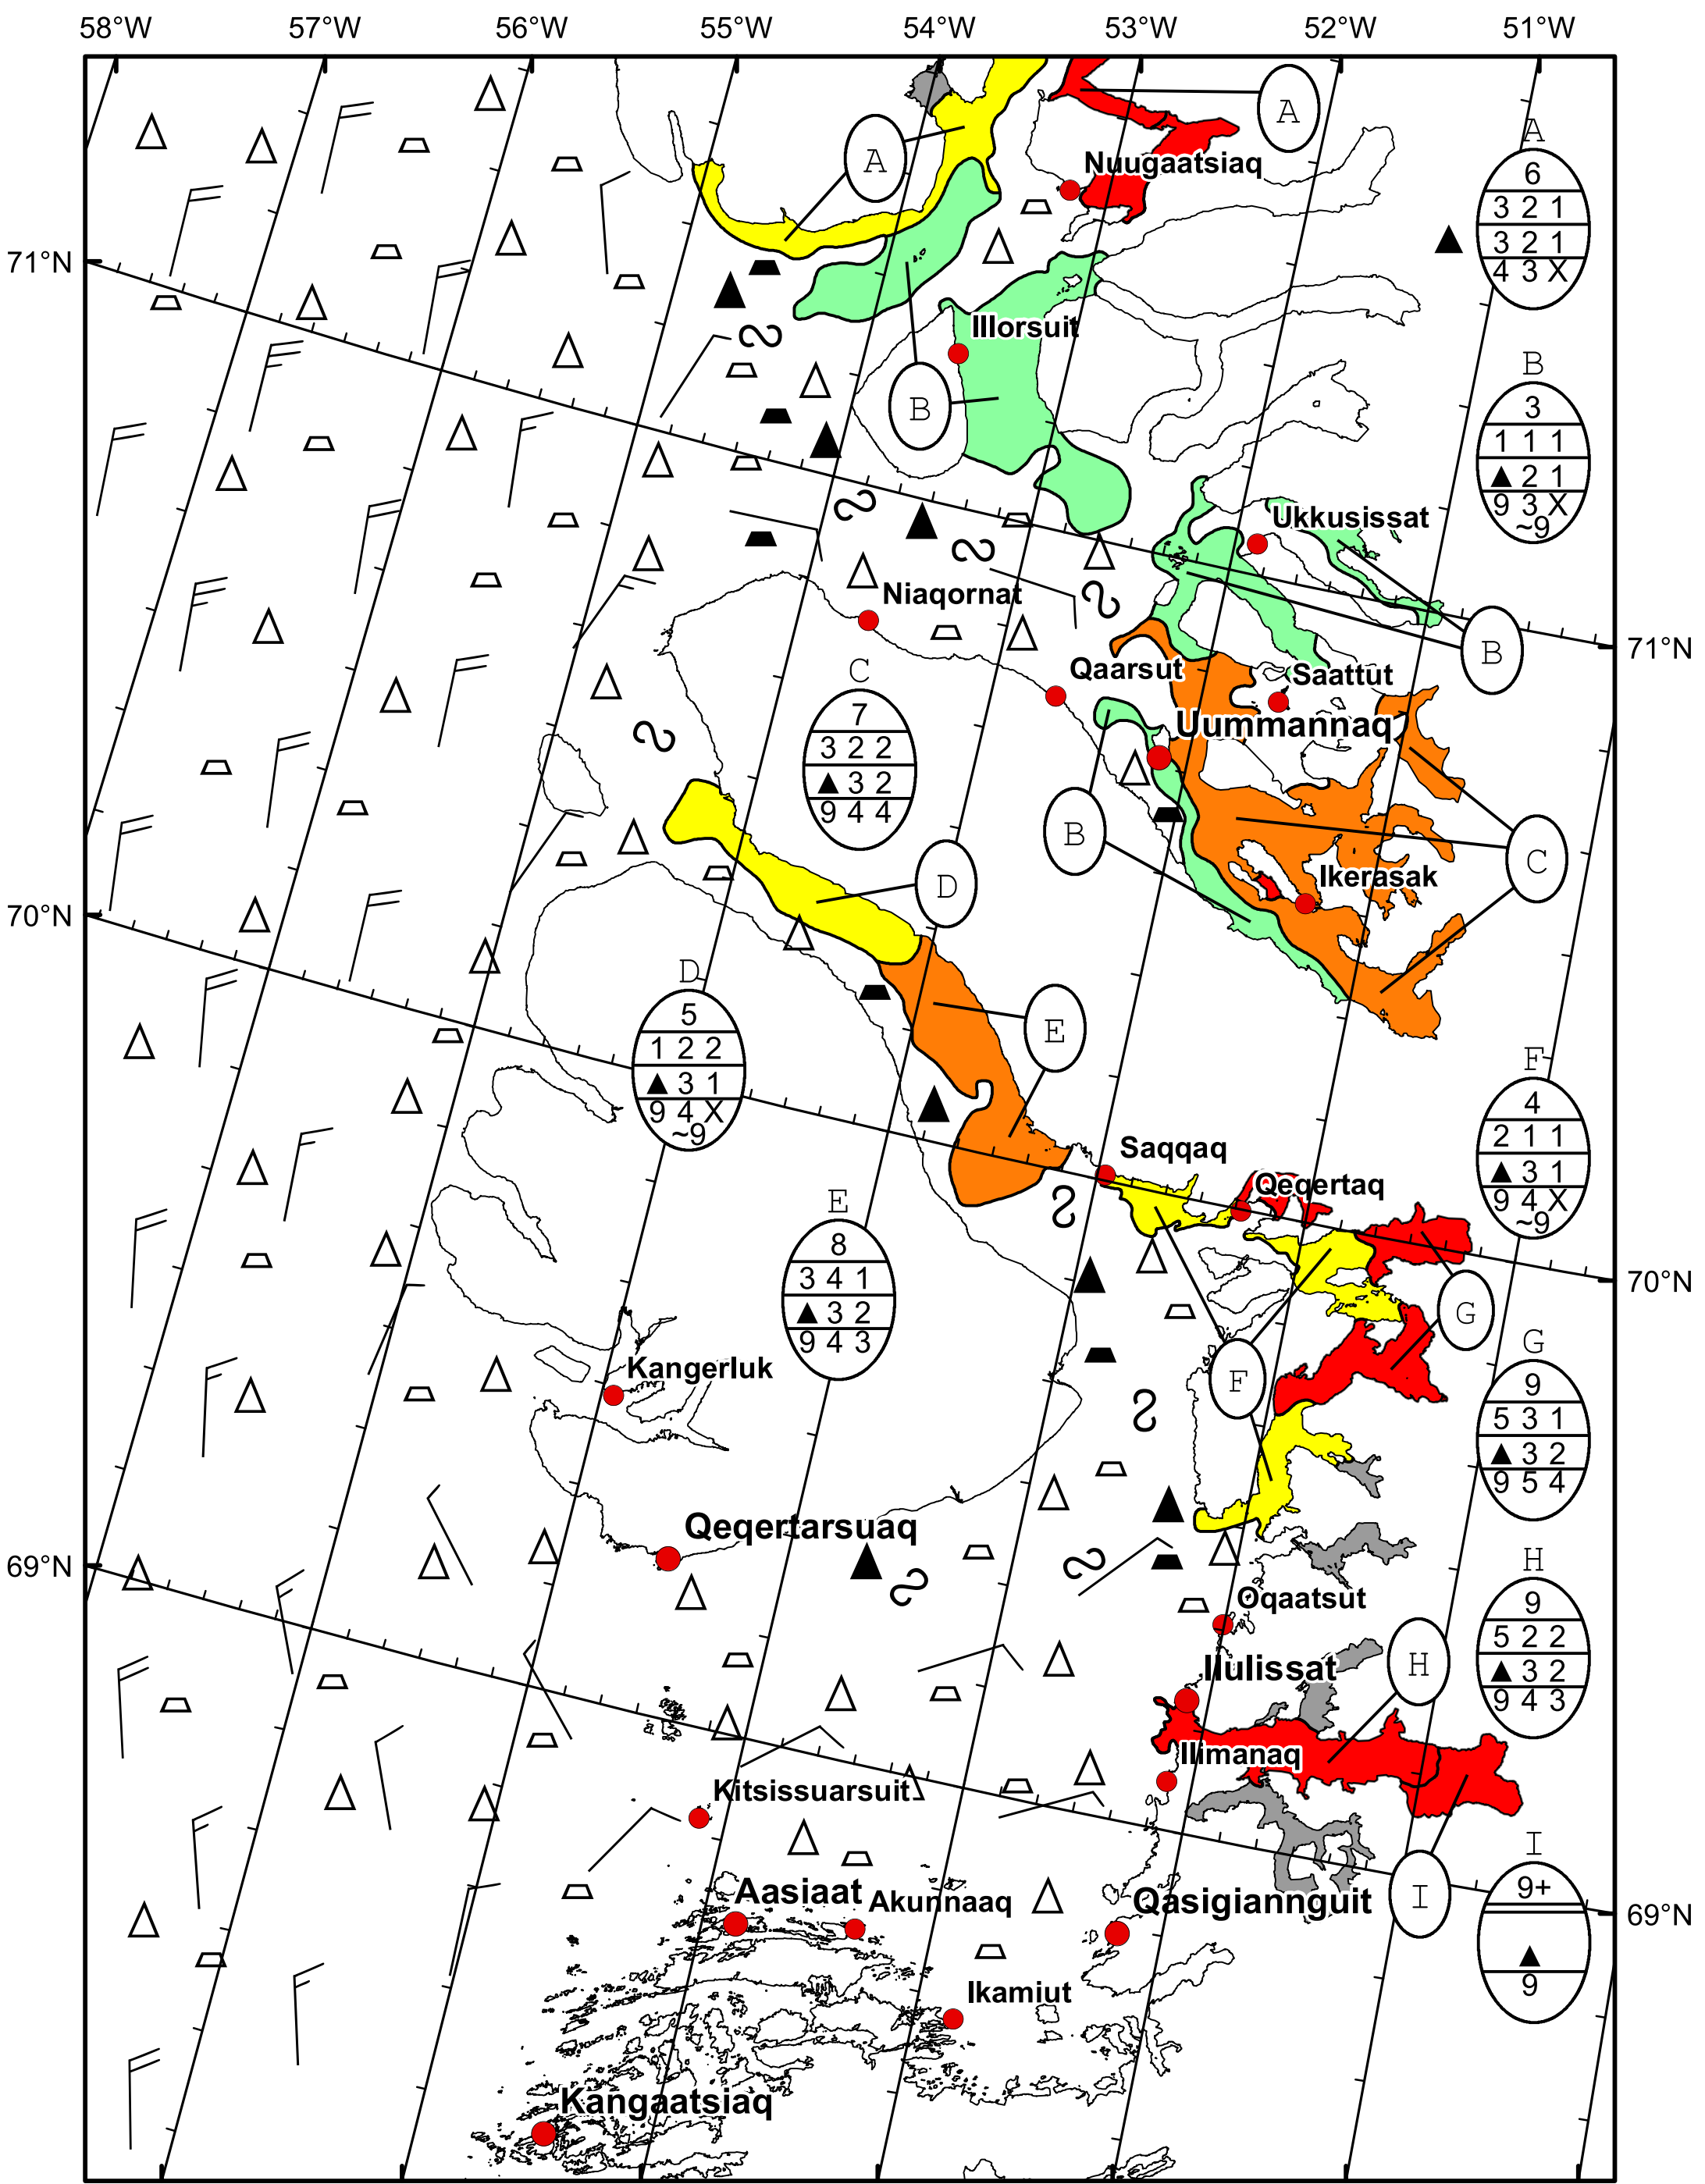 58°W 57°W 56°W 55°W 54°W 53°W 52°W 51°W
A
A
Nuugaatsiaq
A
6
3 2 1
▲ 3 2 1
4 3 X
71°N
Illorsuit
B
B
3
1 1 1
▲ 2 1
9 3 X
~9
Ukkusissat
Niaqornat
B
71°N
Qaarsut
Saattut
Uummannaq
C
7
3 2 2
▲ 3 2
9 4 4
B
C
D
Ikerasak
70°N
D
5
1 2 2
▲ 3 1
9 4 X
~9
E
F
4
2 1 1
▲ 3 1
9 4 X
~9
Saqqaq
Qeqertaq
E
8
3 4 1
▲ 3 2
9 4 3
70°N
G
Kangerluk
F
G
9
5 3 1
▲ 3 2
9 5 4
Qeqertarsuaq
69°N
H
9
5 2 2
▲ 3 2
9 4 3
Oqaatsut
Ilulissat
H
Ilimanaq
Kitsissuarsuit
I
9+
▲
9
Aasiaat
Akunnaaq
Qasigiannguit
I
69°N
Ikamiut
Kangaatsiaq